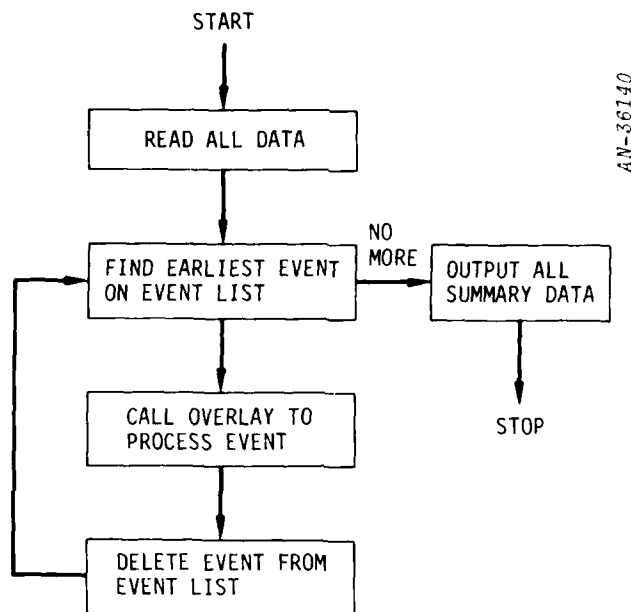 START
AN-36140
READ ALL DATA
FIND EARLIEST EVENT
ON EVENT LIST
NO
MORE
OUTPUT ALL
SUMMARY DATA
CALL OVERLAY TO
PROCESS EVENT
STOP
DELETE EVENT FROM
EVENT LIST